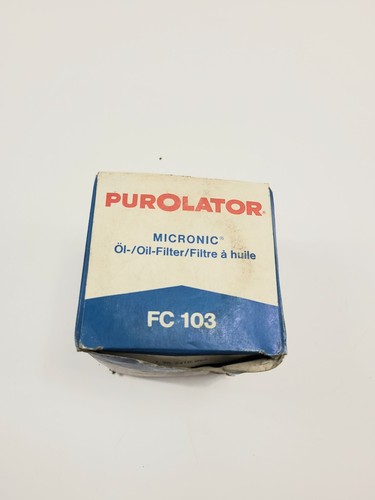 PUROLATOR®
MICRONIC®
Öl-/Oil-Filter/Filtre à huile
FC 103